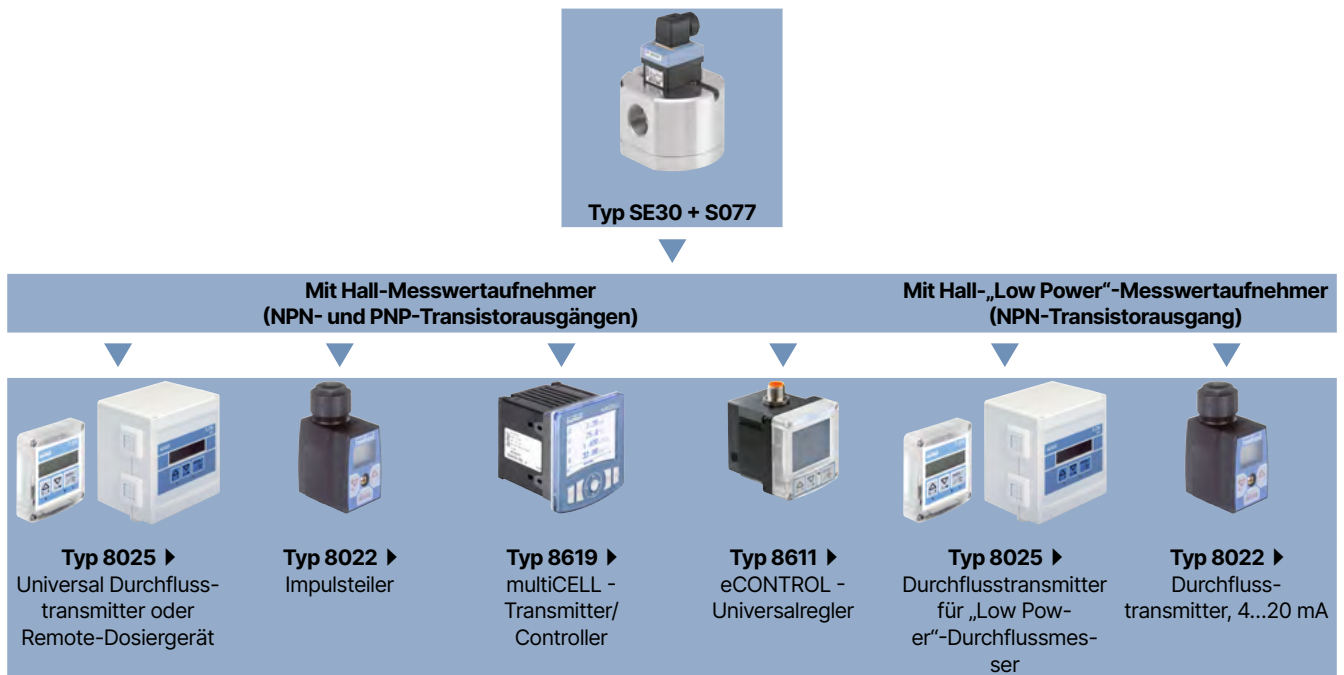 Typ SE30 + S077
Mit Hall-Messwertaufnehmer
(NPN- und PNP-Transistorausgängen)
Mit Hall-„Low Power“-Messwertaufnehmer
(NPN-Transistorausgang)
Typ 8025
Universal Durchfluss-
transmitter oder
Remote-Dosiergerät
Typ 8022
Impulsteiler
Typ 8619
multiCELL -
Transmitter/
Controller
Typ 8611
eCONTROL -
Universalregler
Typ 8025
Durchflusstransmitter
für „Low Pow-
er“-Durchflussmes-
ser
Typ 8022
Durchfluss-
transmitter, 4...20 mA